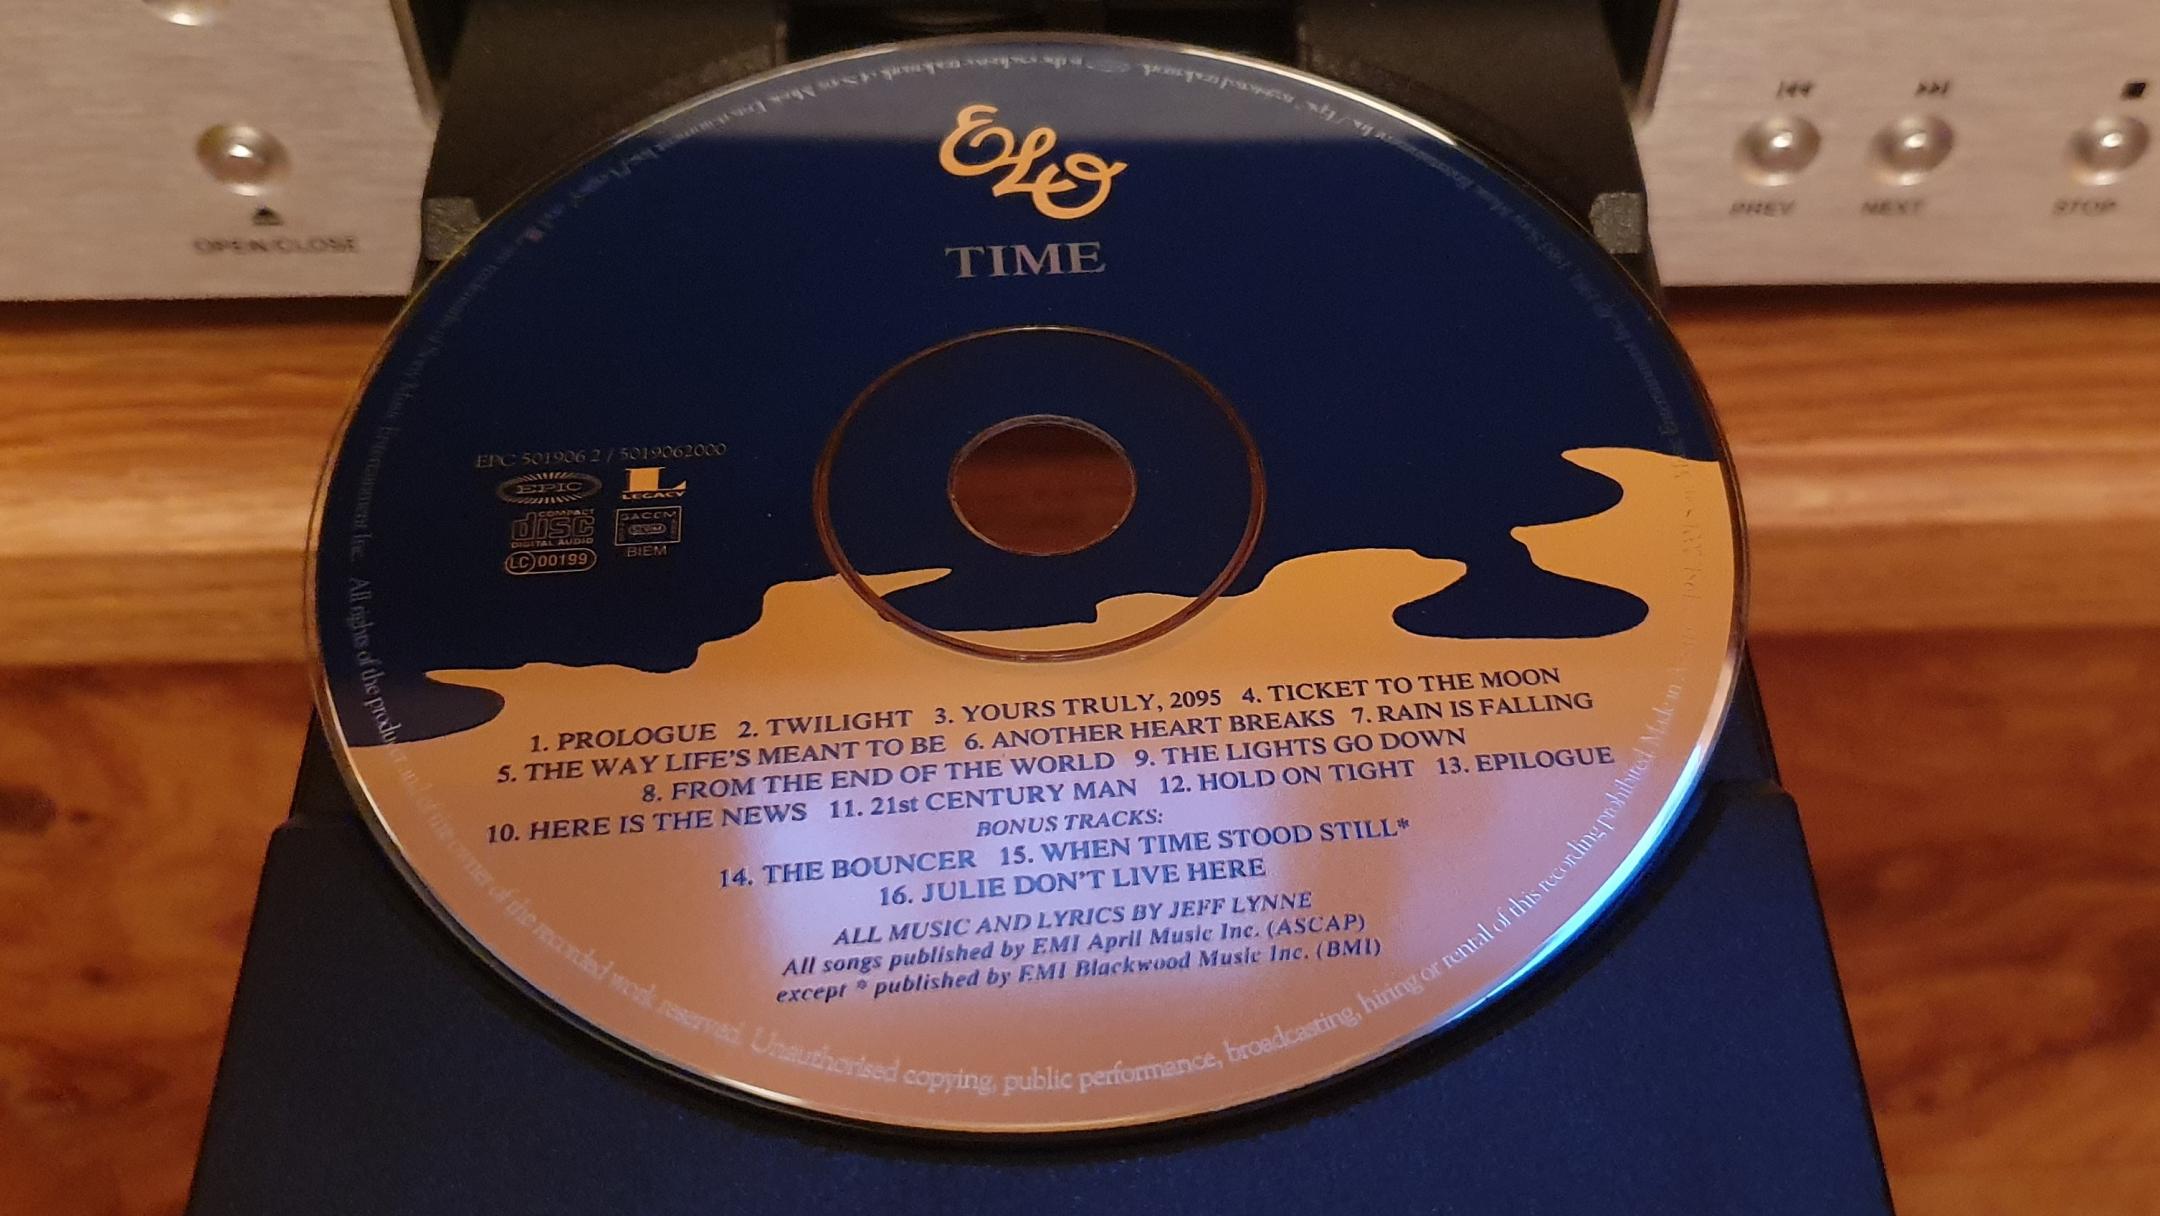 OPEN/CLOSE
PREV NEXT STOP
ELO
TIME
EPC 501906 2 / 5019062000
EPIC
L
LEGACY
COMPACT
disc
DIGITAL AUDIO
SACEM
SDRM
BIEM
LC 00199
1. PROLOGUE 2. TWILIGHT 3. YOURS TRULY, 2095 4. TICKET TO THE MOON
5. THE WAY LIFE'S MEANT TO BE 6. ANOTHER HEART BREAKS 7. RAIN IS FALLING
8. FROM THE END OF THE WORLD 9. THE LIGHTS GO DOWN
10. HERE IS THE NEWS 11. 21st CENTURY MAN 12. HOLD ON TIGHT 13. EPILOGUE
BONUS TRACKS:
14. THE BOUNCER 15. WHEN TIME STOOD STILL*
16. JULIE DON'T LIVE HERE
ALL MUSIC AND LYRICS BY JEFF LYNNE
All songs published by EMI April Music Inc. (ASCAP)
except * published by EMI Blackwood Music Inc. (BMI)
All rights of the producer and of the owner of the recorded work reserved. Unauthorised copying, public performance, broadcasting, hiring or rental of this recording prohibited. Made in